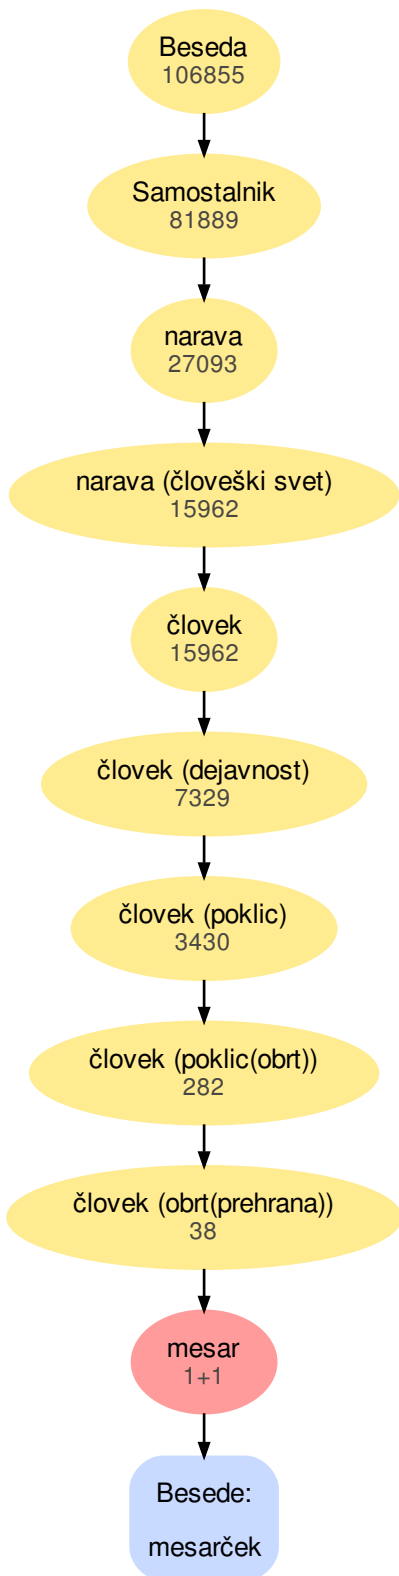 Beseda
106855
Samostalnik
81889
narava
27093
narava (človeški svet)
15962
človek
15962
človek (dejavnost)
7329
človek (poklic)
3430
človek (poklic(obrt))
282
človek (obrt(prehrana))
38
mesar
1+1
Besede:
mesarček